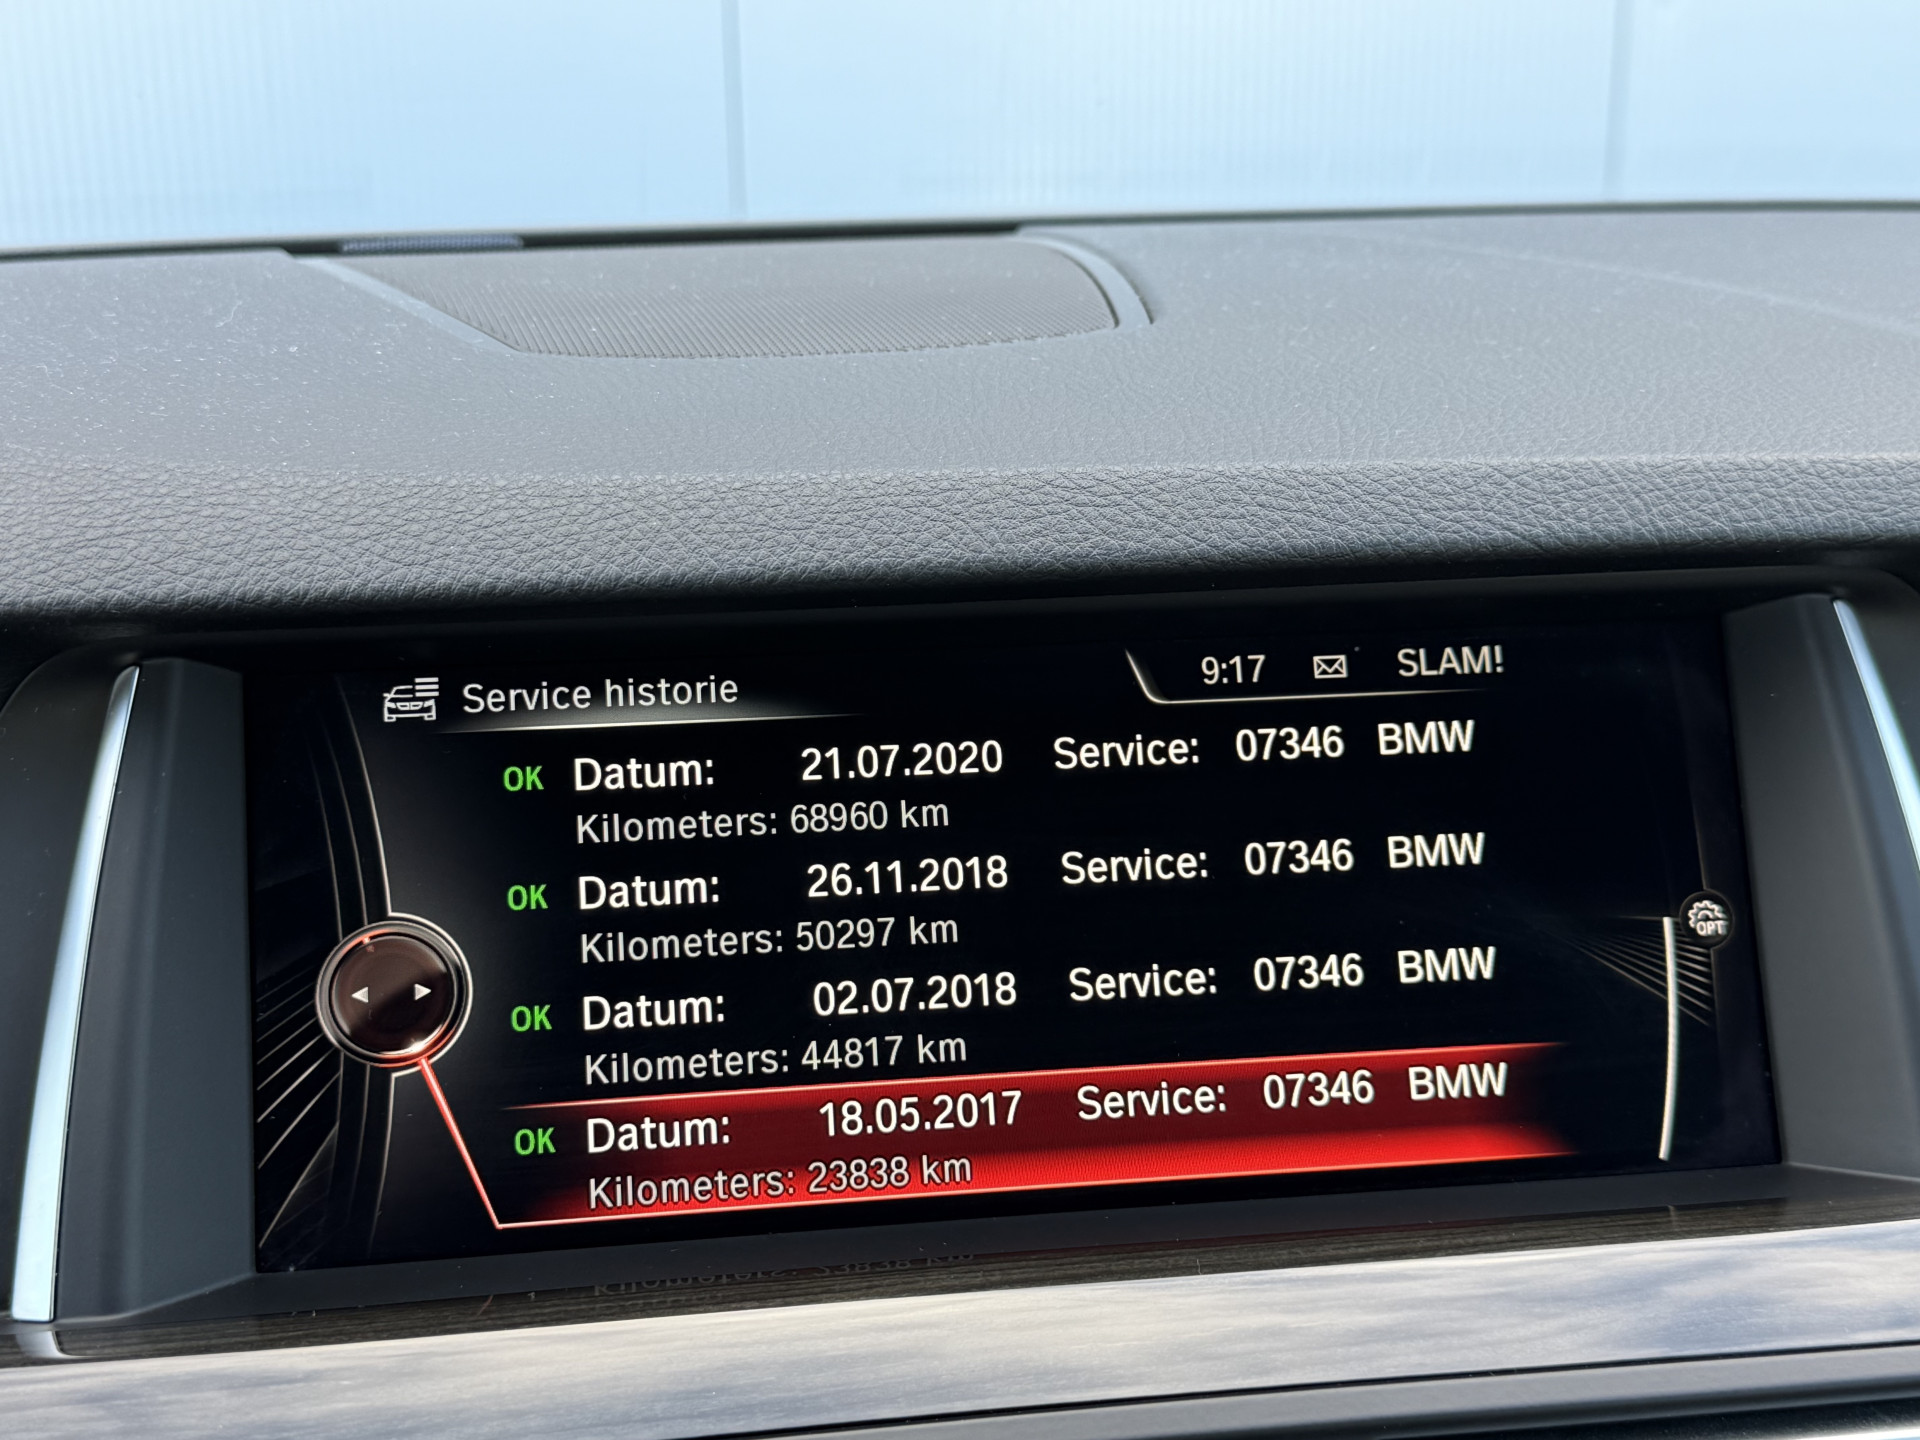 Service historie
9:17 SLAM!
OK Datum: 21.07.2020 Service: 07346 BMW
Kilometers: 68960 km
OK Datum: 26.11.2018 Service: 07346 BMW
Kilometers: 50297 km
OK Datum: 02.07.2018 Service: 07346 BMW
Kilometers: 44817 km
OK Datum: 18.05.2017 Service: 07346 BMW
Kilometers: 23838 km
OPT